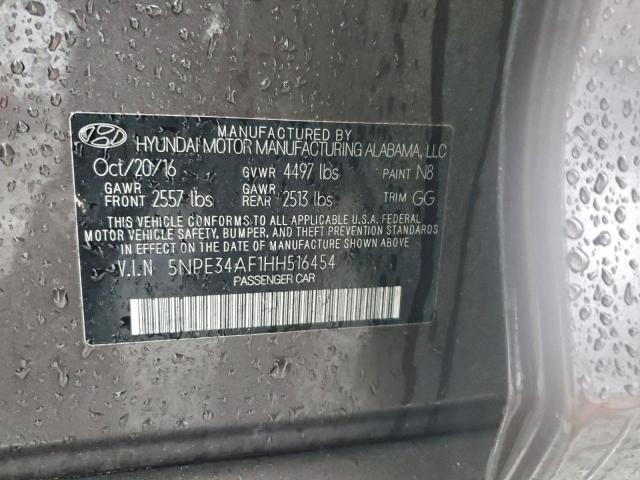 MANUFACTURED BY
HYUNDAI MOTOR MANUFACTURING ALABAMA, LLC
Oct/20/16 GVWR 4497 lbs PAINT N8
GAWR FRONT 2557 lbs GAWR REAR 2513 lbs TRIM GG
THIS VEHICLE CONFORMS TO ALL APPLICABLE U.S.A. FEDERAL
MOTOR VEHICLE SAFETY, BUMPER, AND THEFT PREVENTION STANDARDS
IN EFFECT ON THE DATE OF MANUFACTURE SHOWN ABOVE.
V.I.N 5NPE34AF1HH516454
PASSENGER CAR